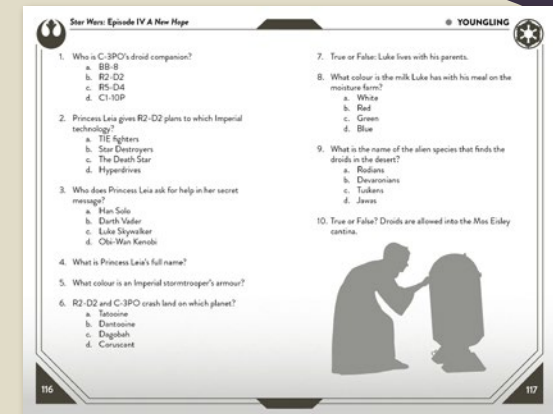 Star Wars: Episode IV A New Hope
YOUNGLING
1. Who is C-3PO's droid companion?
a. BB-8
b. R2-D2
c. R5-D4
d. C1-10P
2. Princess Leia gives R2-D2 plans to which Imperial
technology?
a. TIE fighters
b. Star Destroyers
c. The Death Star
d. Hyperdrives
3. Who does Princess Leia ask for help in her secret
message?
a. Han Solo
b. Darth Vader
c. Luke Skywalker
d. Obi-Wan Kenobi
4. What is Princess Leia's full name?
5. What colour is an Imperial stormtrooper's armour?
6. R2-D2 and C-3PO crash land on which planet?
a. Tatooine
b. Dantooine
c. Dagobah
d. Coruscant
7. True or False: Luke lives with his parents.
8. What colour is the milk Luke has with his meal on the
moisture farm?
a. White
b. Red
c. Green
d. Blue
9. What is the name of the alien species that finds the
droids in the desert?
a. Rodians
b. Devaronians
c. Tuskens
d. Jawas
10. True or False? Droids are allowed into the Mos Eisley
cantina.
116
117